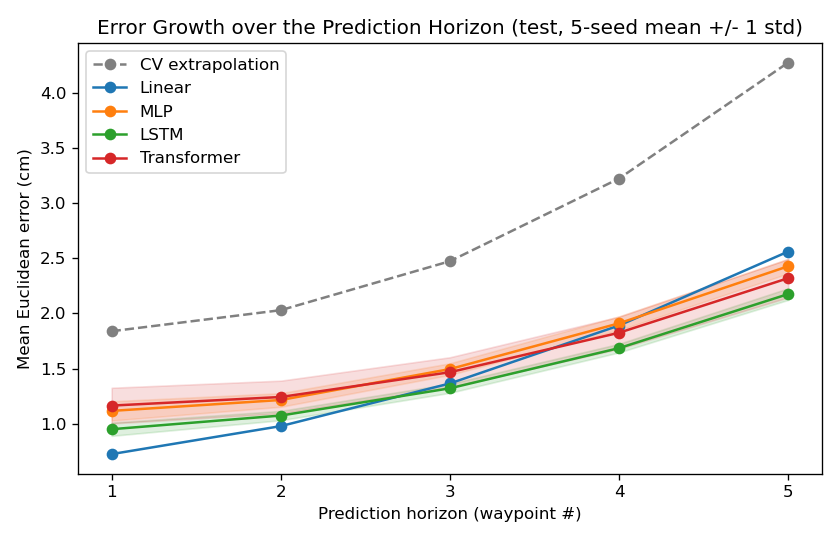 Error Growth over the Prediction Horizon (test, 5-seed mean +/- 1 std)
CV extrapolation
Linear
MLP
LSTM
Transformer
Mean Euclidean error (cm)
4.0
3.5
3.0
2.5
2.0
1.5
1.0
1 2 3 4 5
Prediction horizon (waypoint #)